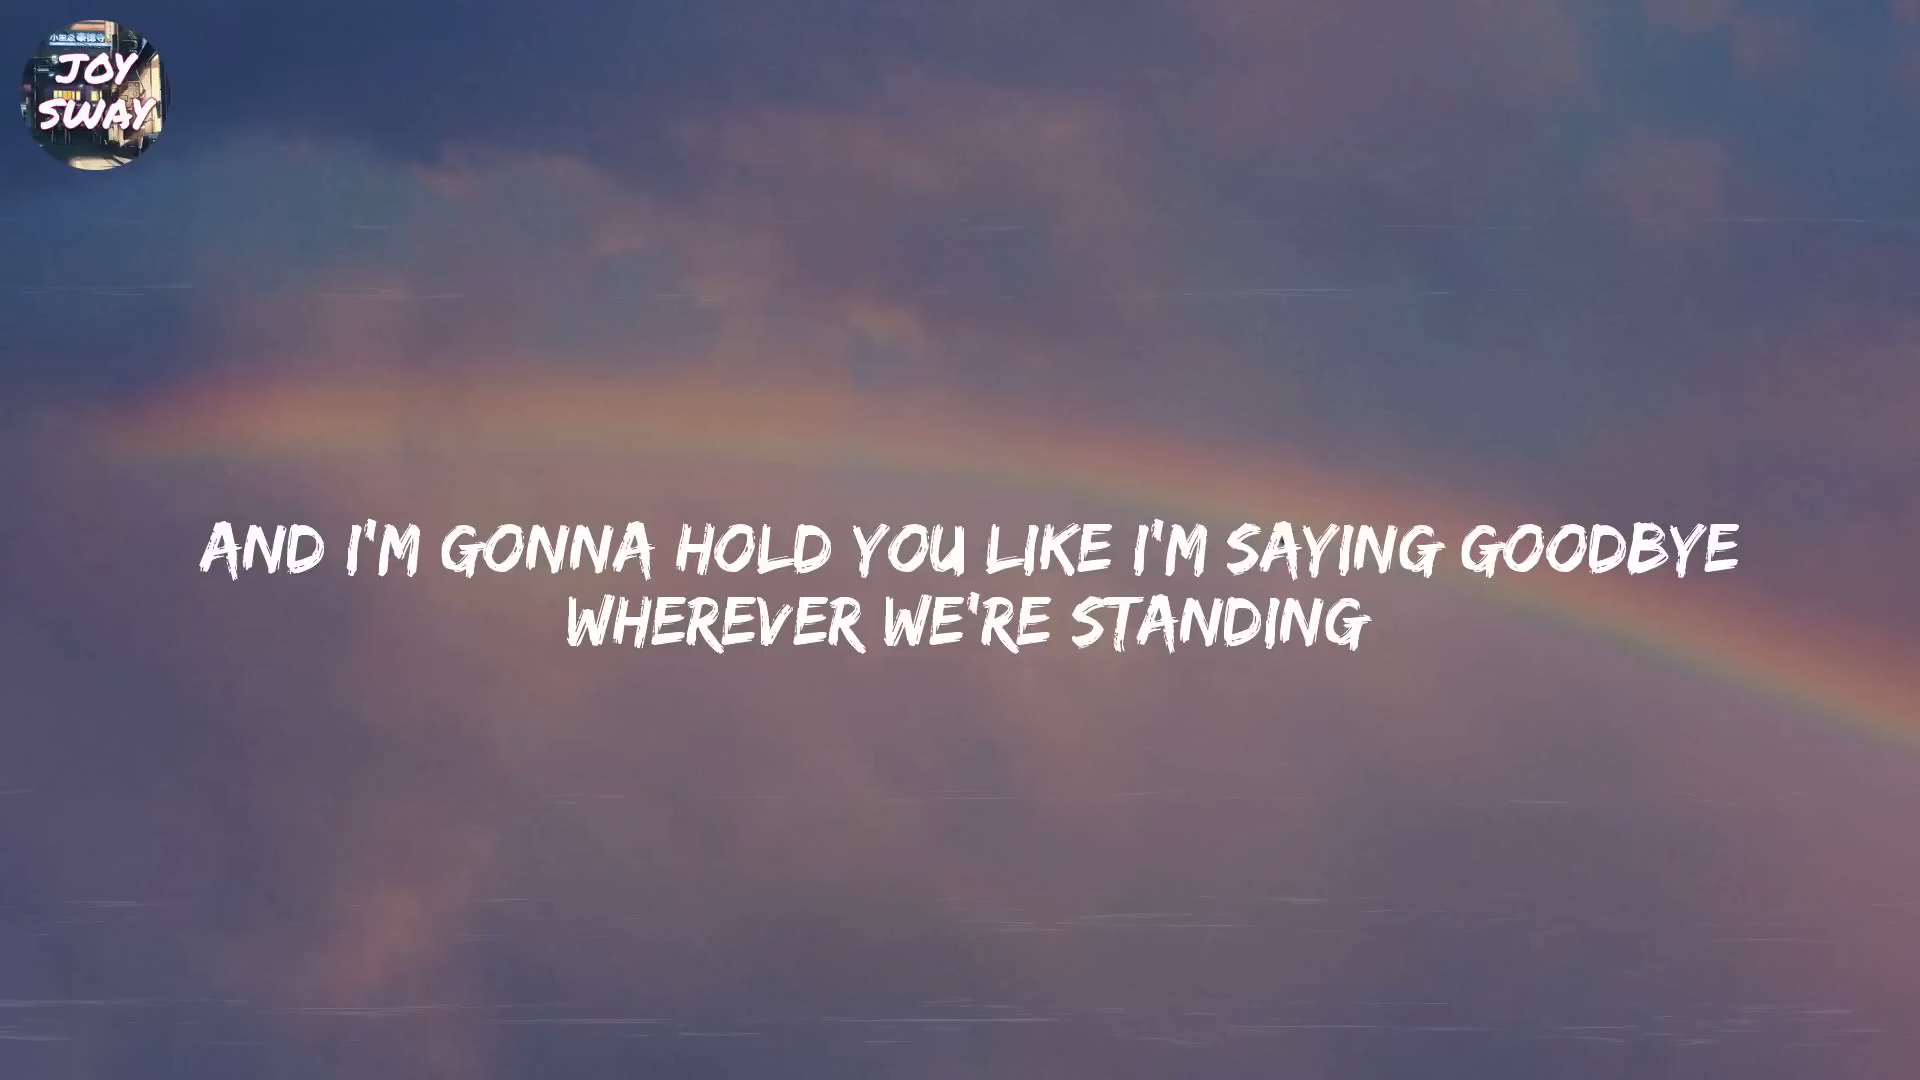 JOY
SWAY
AND I'M GONNA HOLD YOU LIKE I'M SAYING GOODBYE
WHEREVER WE'RE STANDING